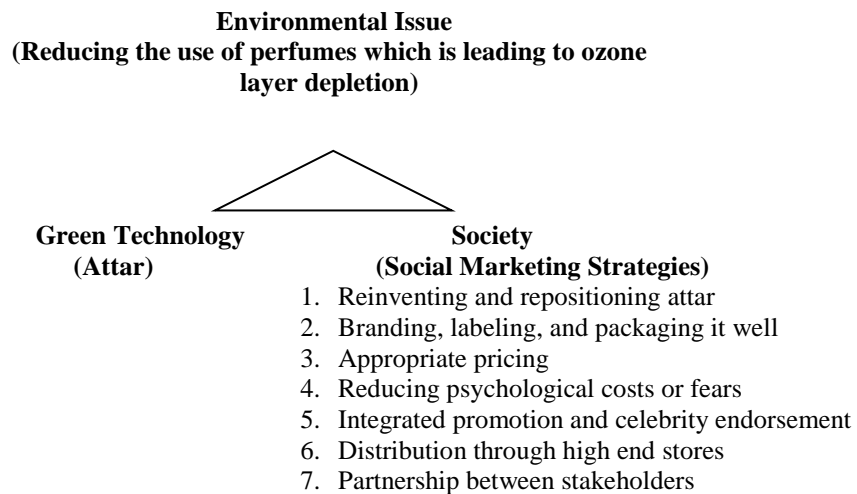 Environmental Issue
(Reducing the use of perfumes which is leading to ozone
layer depletion)
Green Technology
(Attar)
Society
(Social Marketing Strategies)
1. Reinventing and repositioning attar
2. Branding, labeling, and packaging it well
3. Appropriate pricing
4. Reducing psychological costs or fears
5. Integrated promotion and celebrity endorsement
6. Distribution through high end stores
7. Partnership between stakeholders